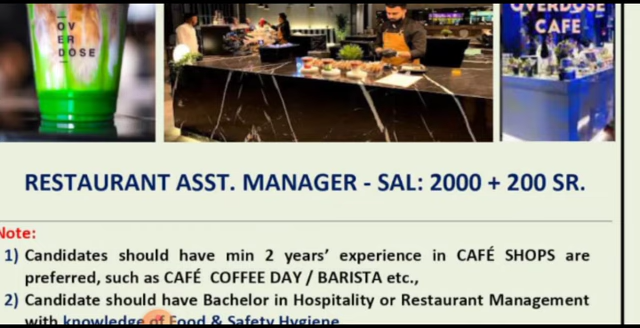 OV
ER
DOSE
OVERDOSE
CAFE
RESTAURANT ASST. MANAGER - SAL: 2000 + 200 SR.
Note:
1) Candidates should have min 2 years' experience in CAFÉ SHOPS are
preferred, such as CAFÉ COFFEE DAY / BARISTA etc.,
2) Candidate should have Bachelor in Hospitality or Restaurant Management
with knowledge of Food & Safety Hygiene